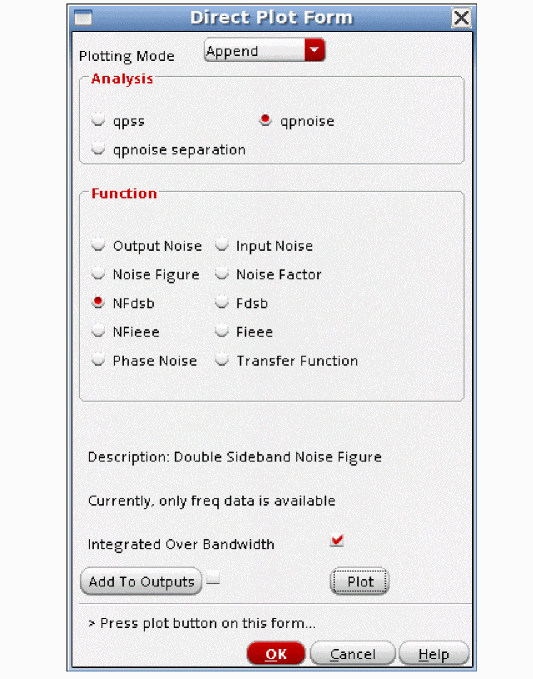 Direct Plot Form
Plotting Mode Append
Analysis
qpss qpnoise
qpnoise separation
Function
Output Noise Input Noise
Noise Figure Noise Factor
NFdsb Fdsb
NFieee Fieee
Phase Noise Transfer Function
Description: Double Sideband Noise Figure
Currently, only freq data is available
Integrated Over Bandwidth
Add To Outputs Plot
> Press plot button on this form...
OK Cancel Help